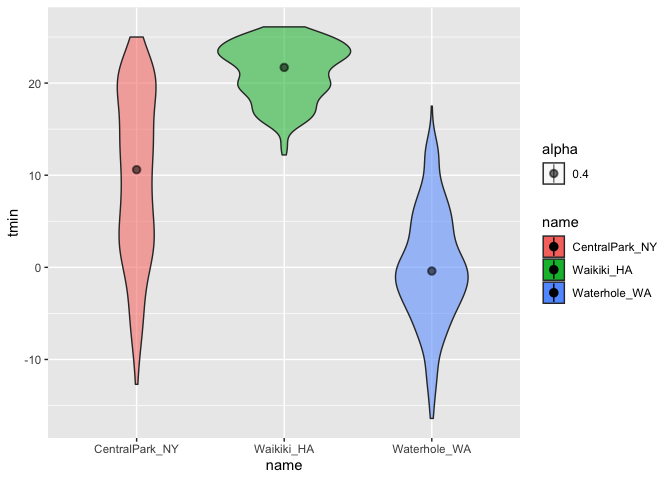 tmin
20
10
0
-10
CentralPark_NY
Waikiki_HA
Waterhole_WA
name
alpha
0.4
name
CentralPark_NY
Waikiki_HA
Waterhole_WA